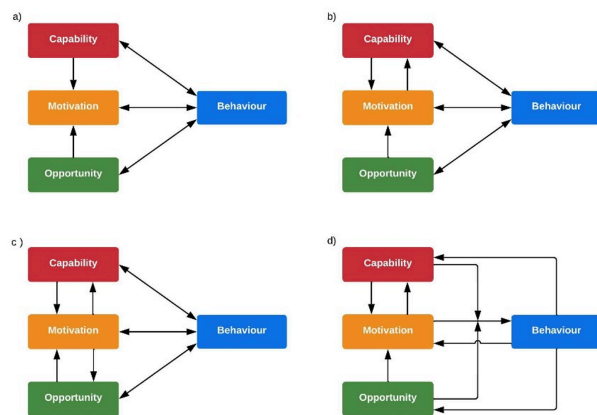 a)
Capability
Motivation
Behaviour
Opportunity
b)
Capability
Motivation
Behaviour
Opportunity
c )
Capability
Motivation
Behaviour
Opportunity
d)
Capability
Motivation
Behaviour
Opportunity